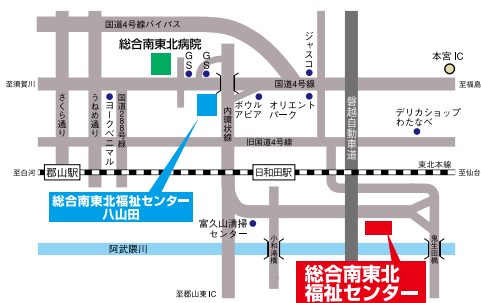 国道4号線バイパス
総合南東北病院
GS
GS
ジャスコ
本宮IC
至須賀川
国道4号線
至福島
さくら通り
うねめ通り
ヨークベニマル
国道288号線
内環状線
ボウル
アピア
オリエント
パーク
磐越自動車道
デリカショップ
わたなべ
旧国道4号線
東北本線
至白河
郡山駅
日和田駅
至仙台
総合南東北福祉センター
八山田
富久山清掃
センター
小和滝橋
鬼生田橋
阿武隈川
総合南東北
福祉センター
至郡山東IC